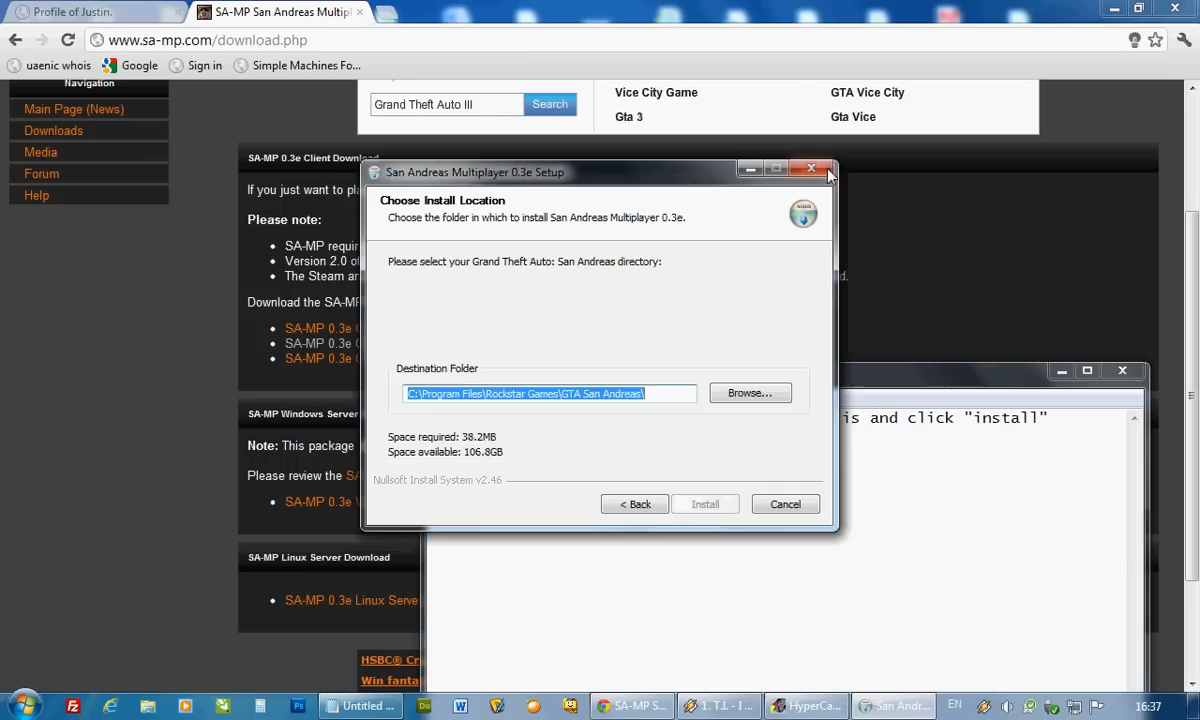 Profile of Justin.
SA-MP San Andreas Multipl
www.sa-mp.com/download.php
uaenic whois
Google
Sign in
Simple Machines Fo...
Navigation
Main Page (News)
Downloads
Media
Forum
Help
Grand Theft Auto III
Search
Vice City Game
GTA Vice City
Gta 3
Gta Vice
SA-MP 0.3e Client Download
If you just want to pla
Please note:
SA-MP requir
Version 2.0 of
The Steam an
d.
Download the SA-M
SA-MP 0.3e
SA-MP 0.3e
SA-MP 0.3e
SA-MP Windows Server
Note: This package
Please review the SA
SA-MP 0.3e
SA-MP Linux Server Download
SA-MP 0.3e Linux Serve
HSBC® Cr
Win fanta
San Andreas Multiplayer 0.3e Setup
Choose Install Location
Choose the folder in which to install San Andreas Multiplayer 0.3e.
Please select your Grand Theft Auto: San Andreas directory:
Destination Folder
C:\Program Files\Rockstar Games\GTA San Andreas\
Browse...
Space required: 38.2MB
Space available: 106.8GB
Nullsoft Install System v2.46
< Back
Install
Cancel
is and click "install"
Untitled ...
SA-MP S...
1. T.I. - I ...
HyperCa...
San Andr...
EN
16:37